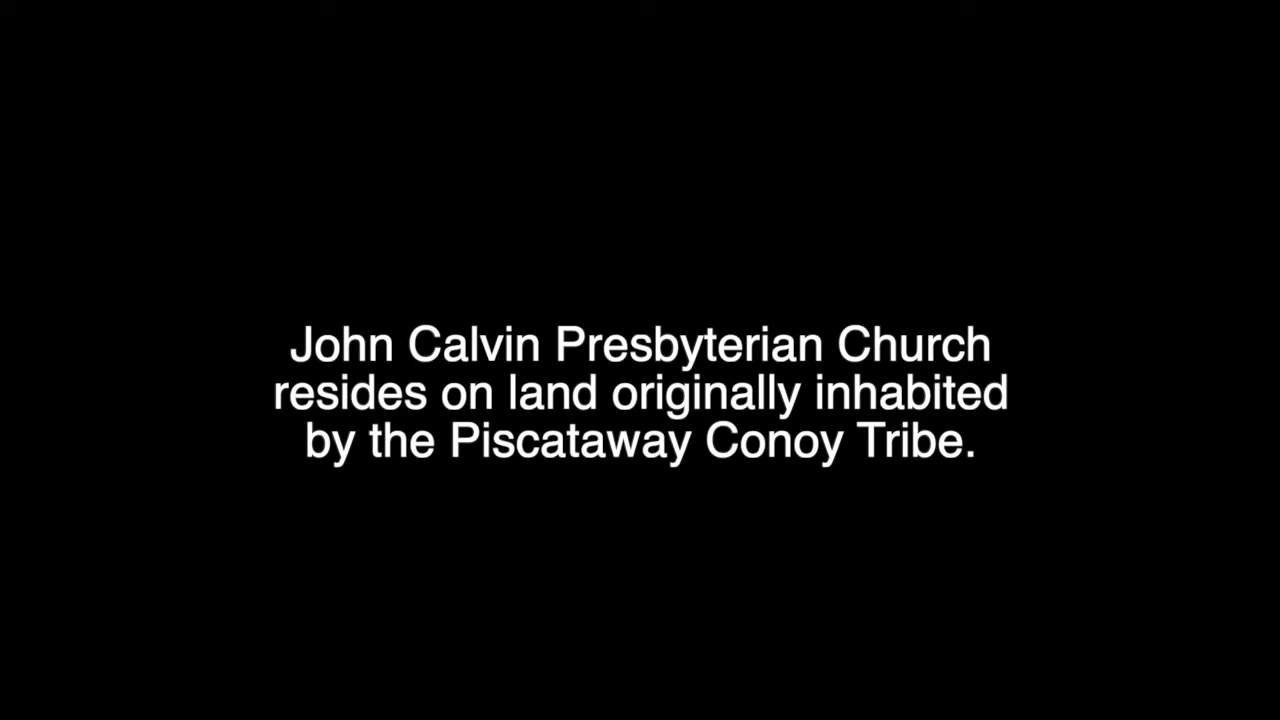 John Calvin Presbyterian Church
resides on land originally inhabited
by the Piscataway Conoy Tribe.